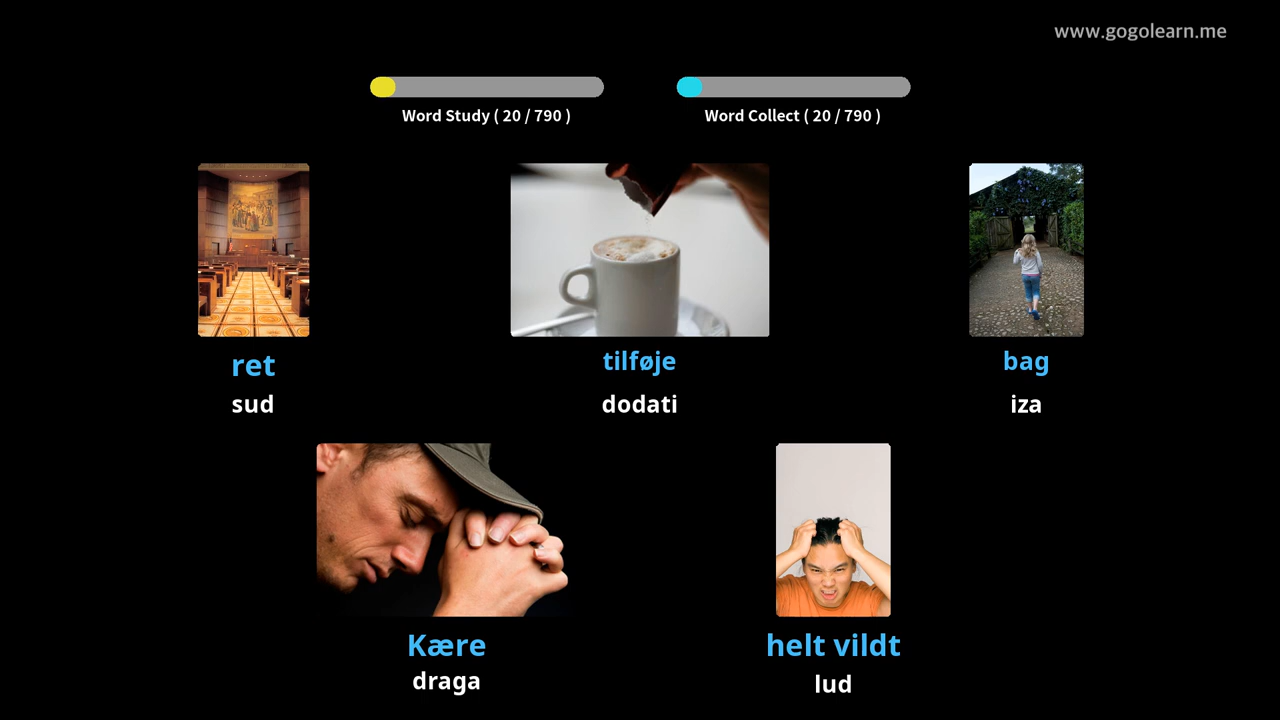 www.gogolearn.me
Word Study ( 20 / 790 )
Word Collect ( 20 / 790 )
ret
sud
tilføje
dodati
bag
iza
Kære
draga
helt vildt
lud